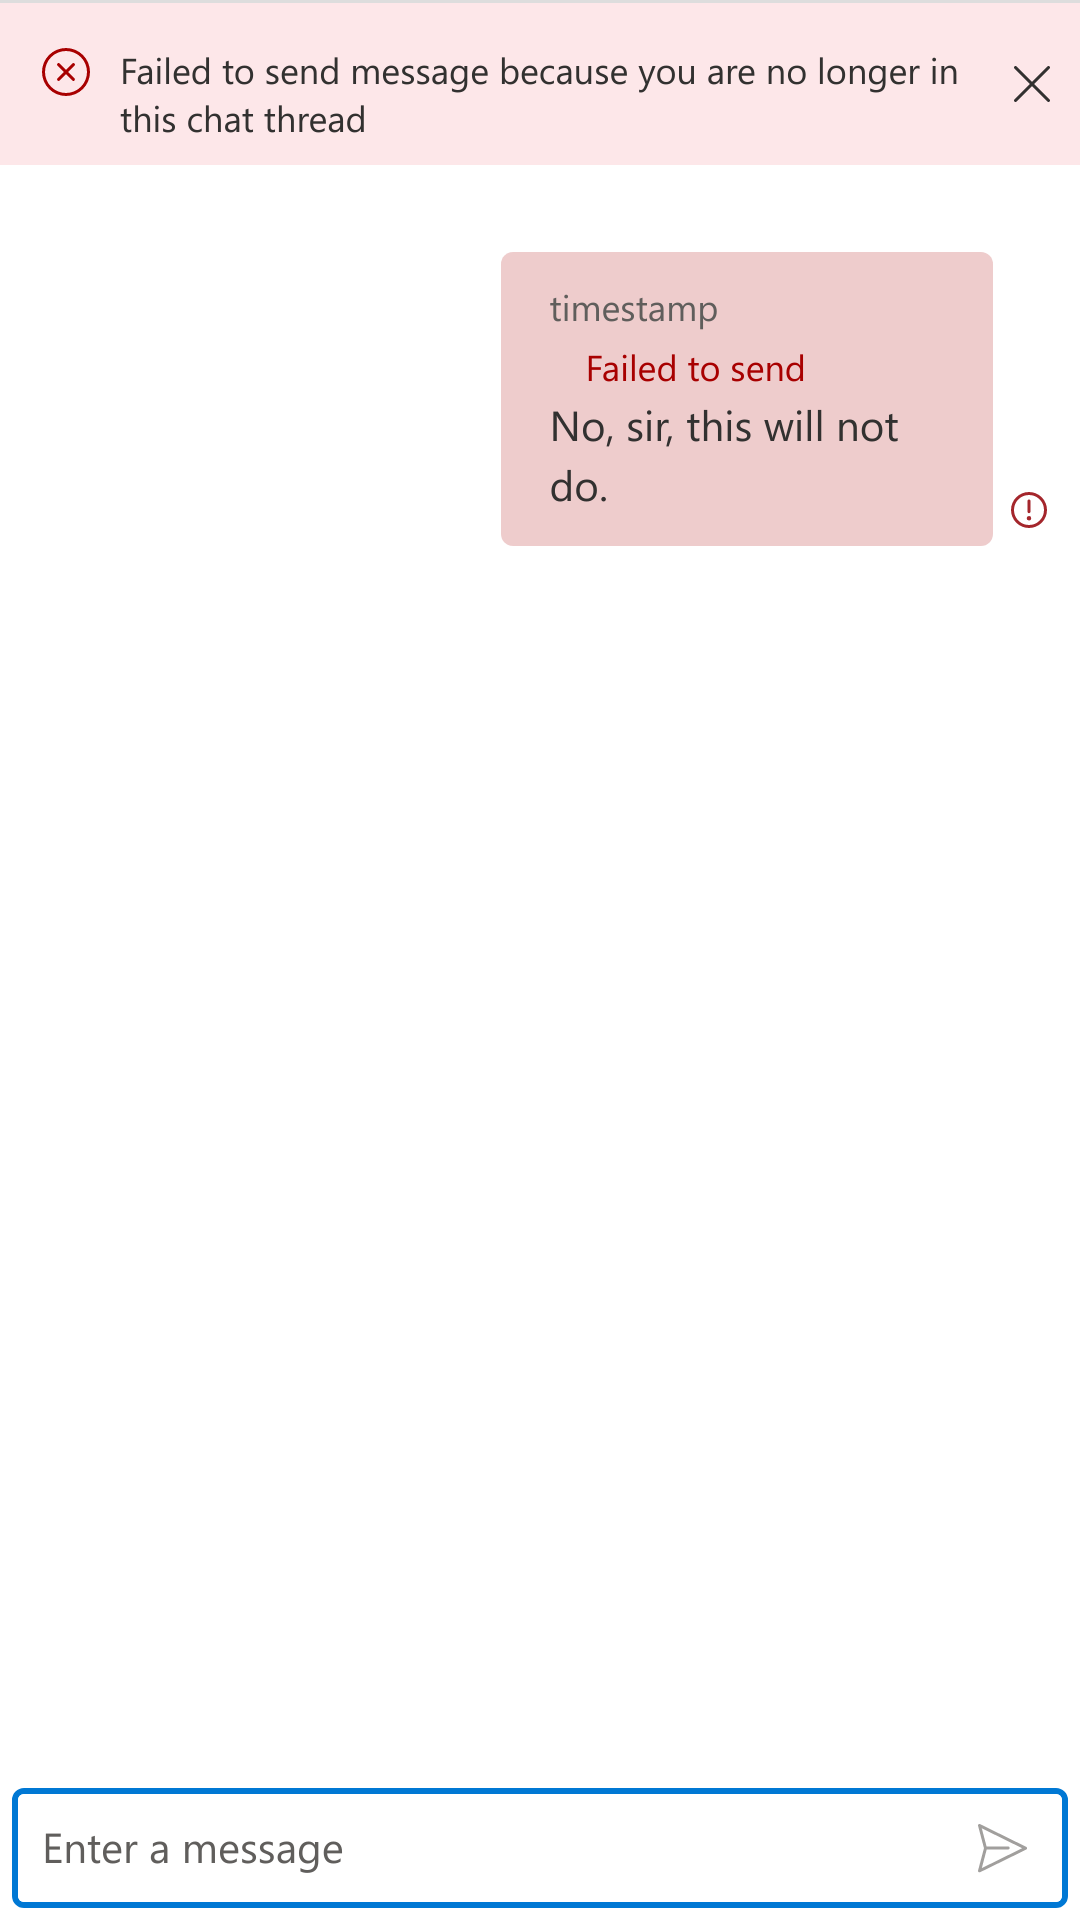 Failed to send message because you are no longer in
this chat thread
timestamp
Failed to send
No, sir, this will not
do.
Enter a message